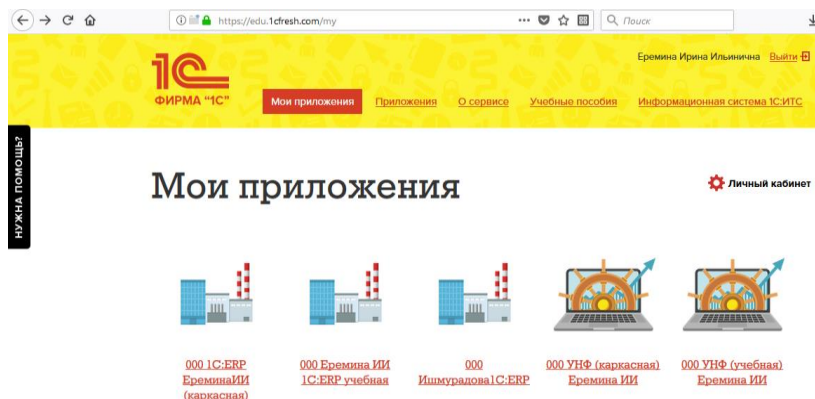 https://edu.1cfresh.com/my
Поиск
1С
ФИРМА "1С"
Еремина Ирина Ильинична Выйти
Мои приложения Приложения О сервисе Учебные пособия Информационная система 1С:ИТС
НУЖНА ПОМОЩЬ?
Мои приложения
Личный кабинет
000 1С:ERP
ЕреминаИИ
(каркасная)
000 Еремина ИИ
1С:ERP учебная
000
Ишмурадова1С:ERP
000 УНФ (каркасная)
Еремина ИИ
000 УНФ (учебная)
Еремина ИИ